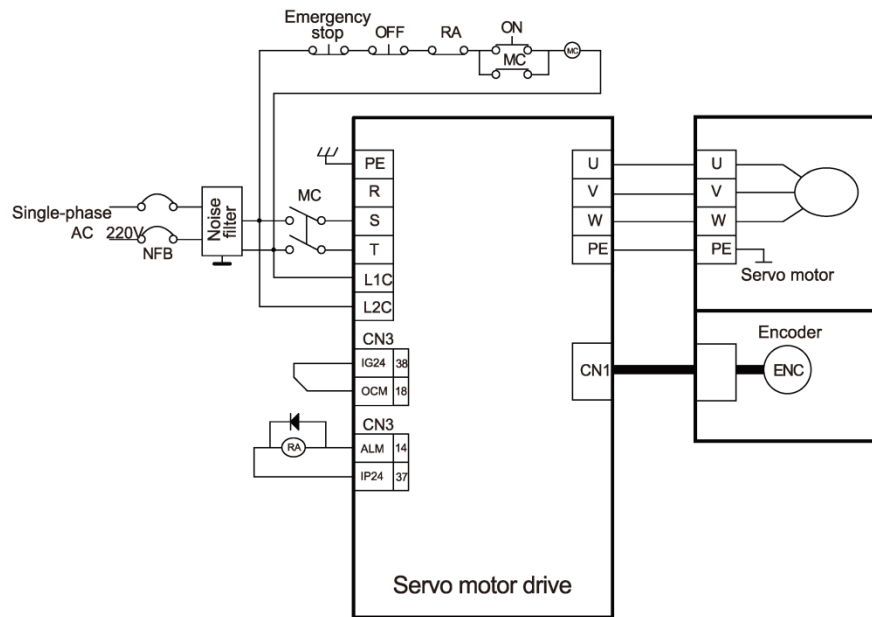 Emergency
stop
OFF
RA
ON
MC
MC
PE
R
S
T
L1C
L2C
MC
Single-phase
AC 220V
NFB
Noise
filter
U
V
W
PE
U
V
W
PE
Servo motor
CN3
IG24 38
OCM 18
CN3
ALM 14
IP24 37
RA
CN1
Encoder
ENC
Servo motor drive